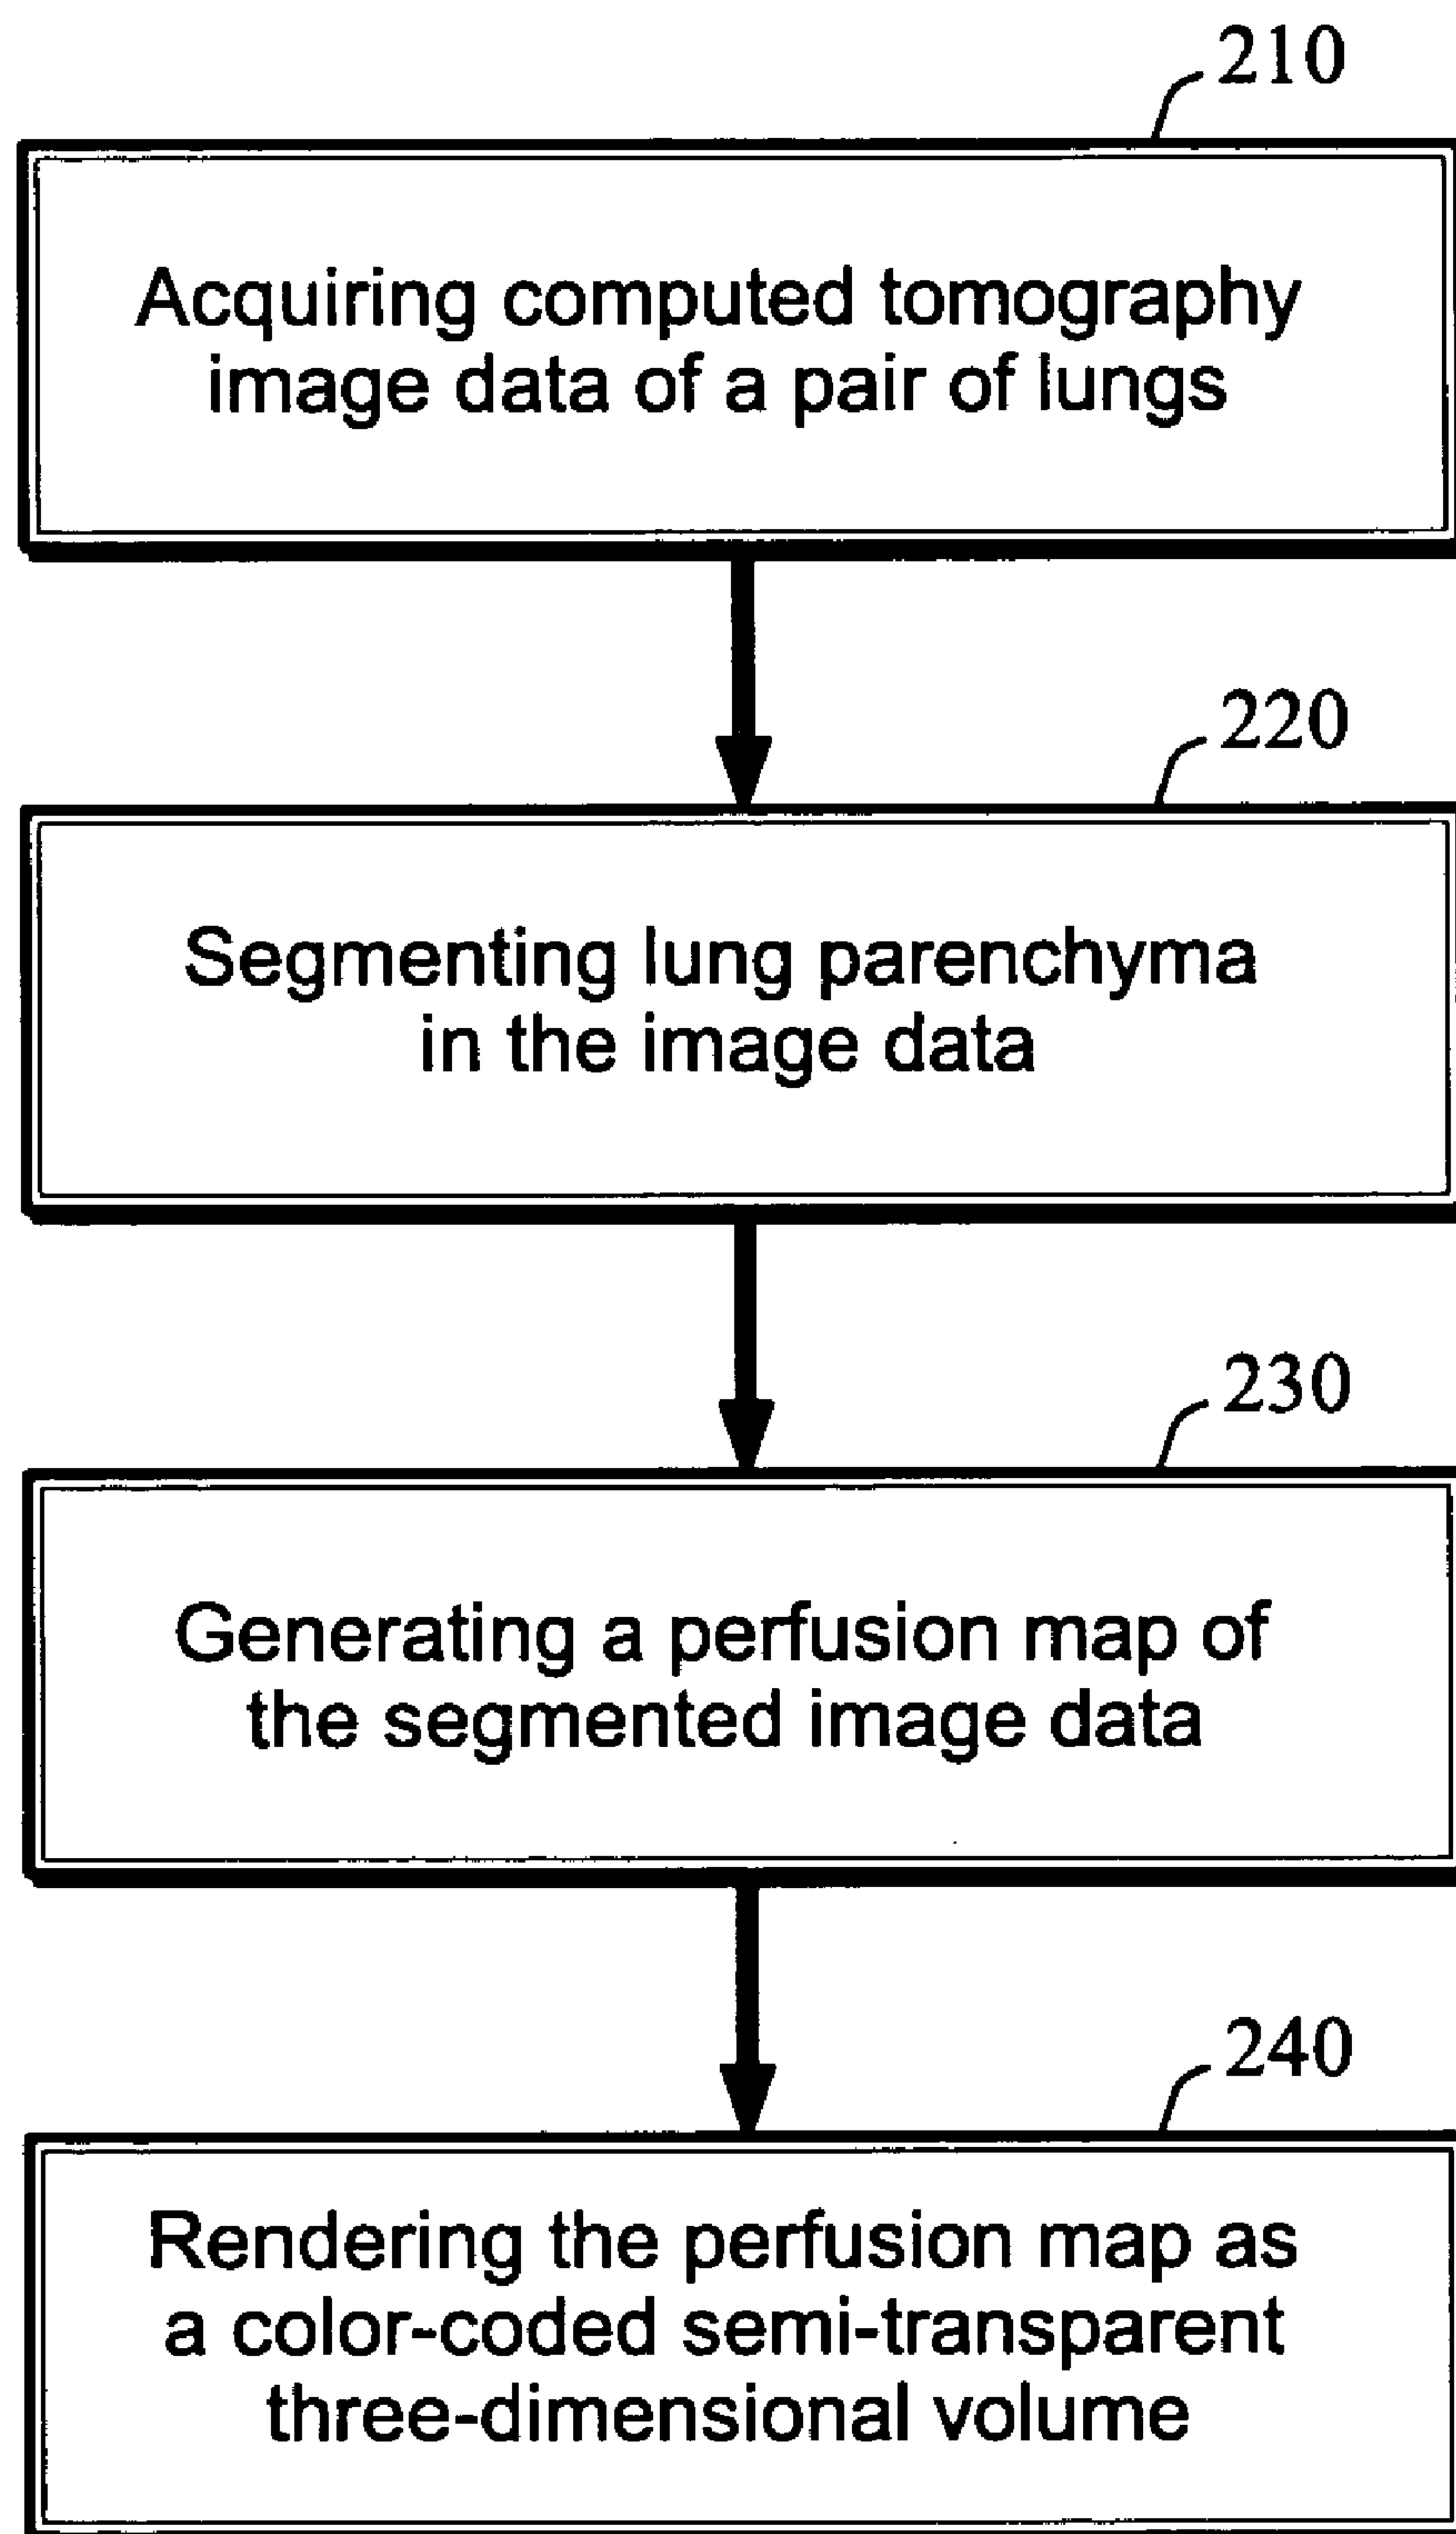 210
Acquiring computed tomography
image data of a pair of lungs
220
Segmenting lung parenchyma
in the image data
230
Generating a perfusion map of
the segmented image data
240
Rendering the perfusion map as
a color-coded semi-transparent
three-dimensional volume